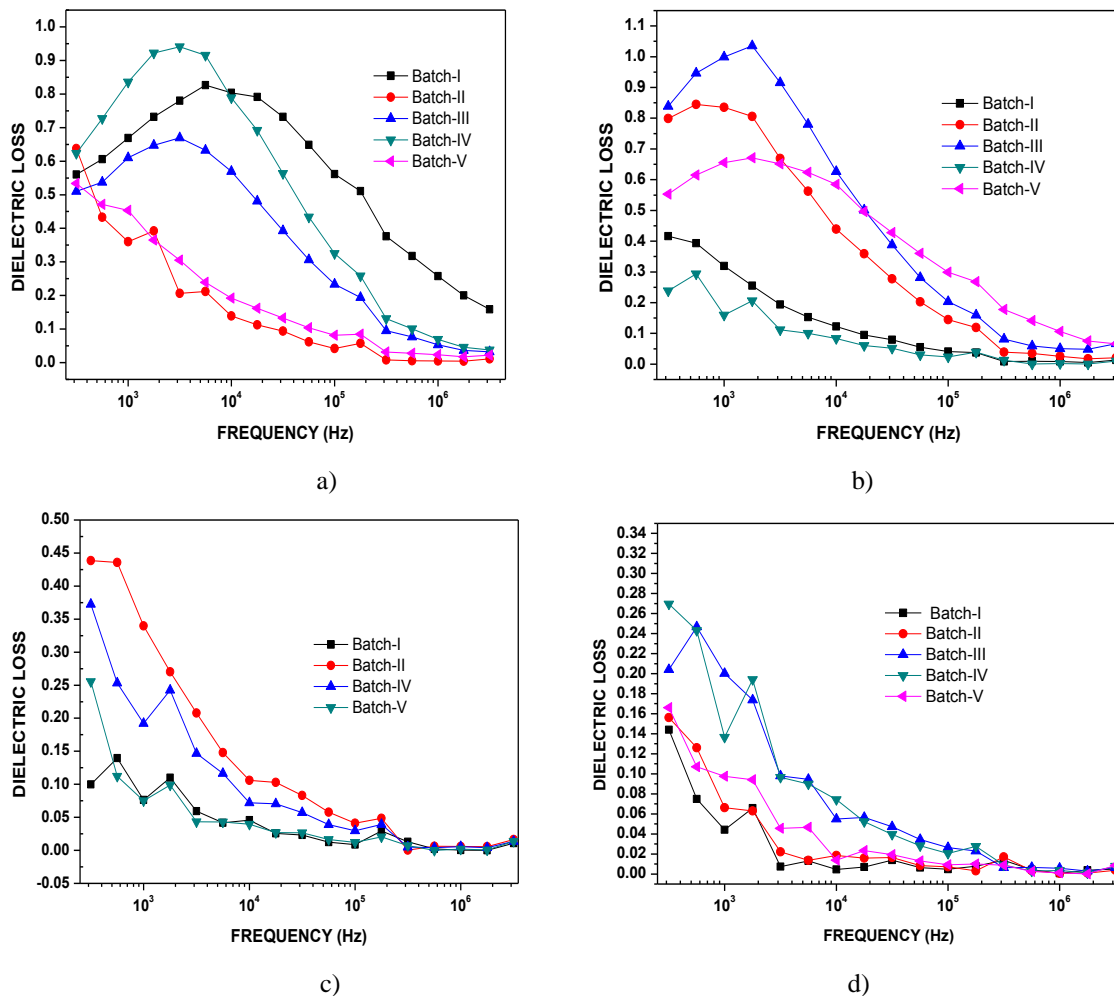 1.0
0.9
0.8
0.7
0.6
0.5
0.4
0.3
0.2
0.1
0.0
DIELECTRIC LOSS
Batch-I
Batch-II
Batch-III
Batch-IV
Batch-V
10³ 10⁴ 10⁵ 10⁶
FREQUENCY (Hz)
a)
1.1
1.0
0.9
0.8
0.7
0.6
0.5
0.4
0.3
0.2
0.1
0.0
DIELECTRIC LOSS
Batch-I
Batch-II
Batch-III
Batch-IV
Batch-V
10³ 10⁴ 10⁵ 10⁶
FREQUENCY (Hz)
b)
0.50
0.45
0.40
0.35
0.30
0.25
0.20
0.15
0.10
0.05
0.00
-0.05
DIELECTRIC LOSS
Batch-I
Batch-II
Batch-IV
Batch-V
10³ 10⁴ 10⁵ 10⁶
FREQUENCY (Hz)
c)
0.34
0.32
0.30
0.28
0.26
0.24
0.22
0.20
0.18
0.16
0.14
0.12
0.10
0.08
0.06
0.04
0.02
0.00
DIELECTRIC LOSS
Batch-I
Batch-II
Batch-III
Batch-IV
Batch-V
10³ 10⁴ 10⁵ 10⁶
FREQUENCY (Hz)
d)